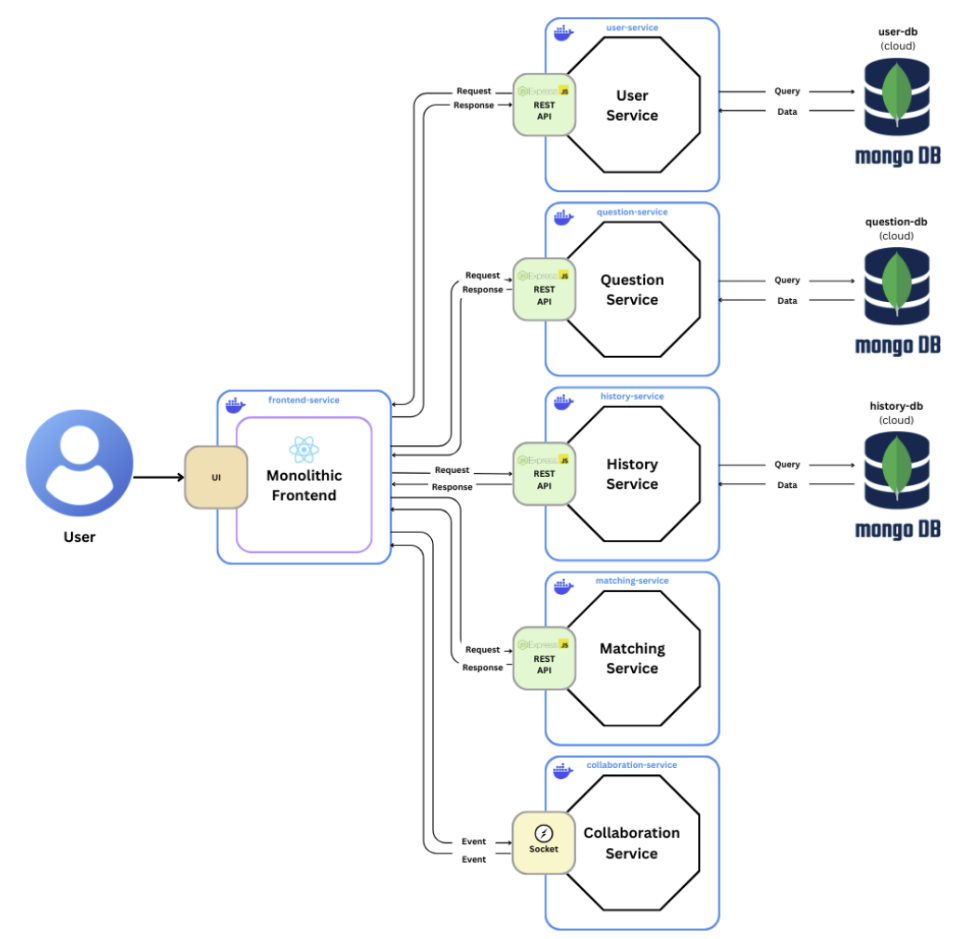 user-service
Request
Response
Express JS
REST
API
User
Service
Query
Data
user-db
(cloud)
mongo DB
question-service
Request
Response
Express JS
REST
API
Question
Service
Query
Data
question-db
(cloud)
mongo DB
frontend-service
UI
Monolithic
Frontend
User
history-service
Request
Response
Express JS
REST
API
History
Service
Query
Data
history-db
(cloud)
mongo DB
matching-service
Request
Response
Express JS
REST
API
Matching
Service
collaboration-service
Event
Event
Socket
Collaboration
Service